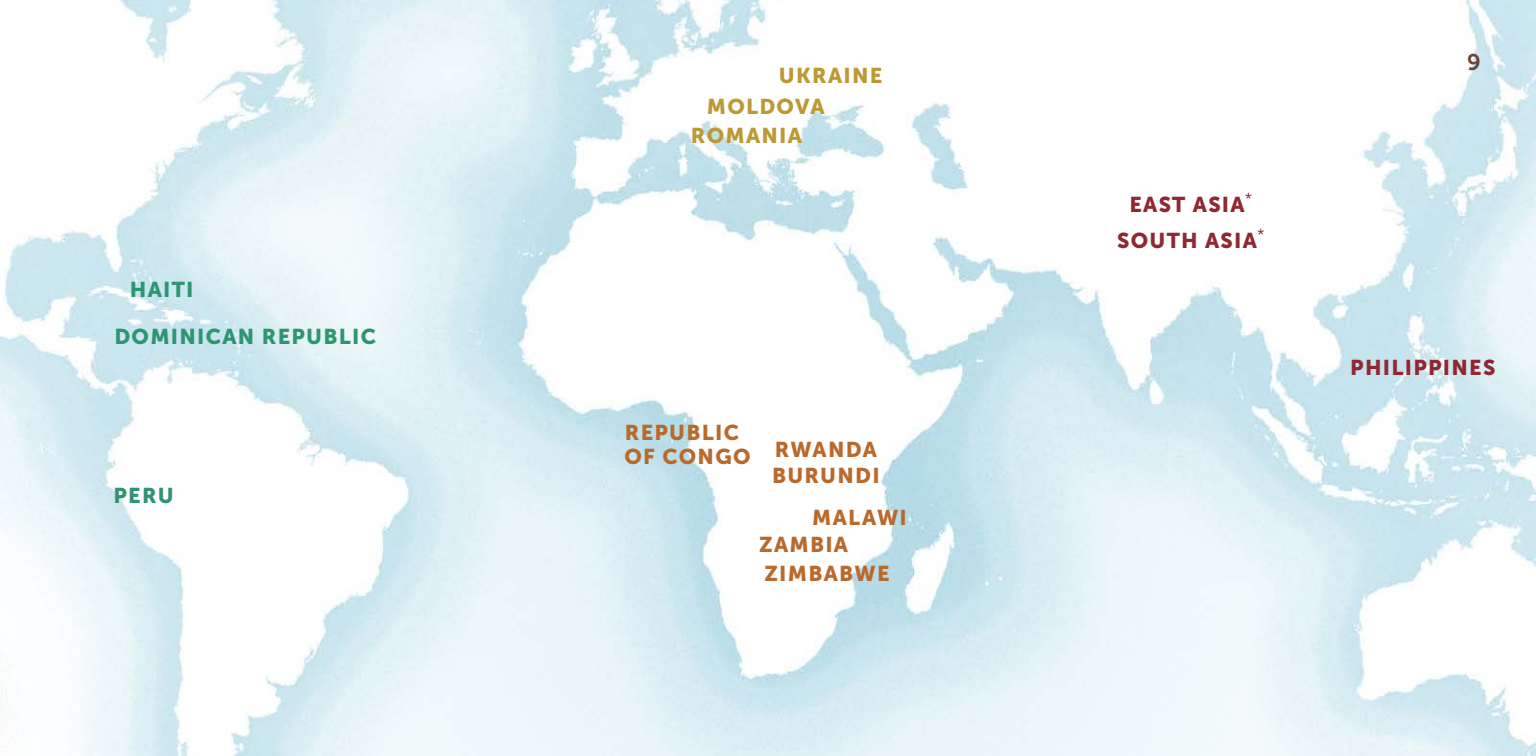 9
UKRAINE
MOLDOVA
ROMANIA
EAST ASIA*
SOUTH ASIA*
HAITI
DOMINICAN REPUBLIC
PHILIPPINES
REPUBLIC
OF CONGO
RWANDA
BURUNDI
PERU
MALAWI
ZAMBIA
ZIMBABWE